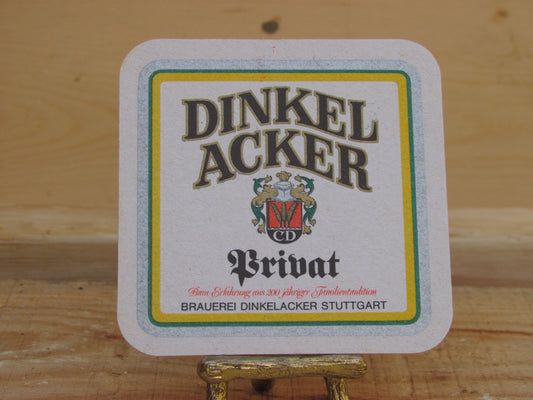 DINKEL
ACKER
CD
Privat
Brau-Erfahrung aus 200 jähriger Familientradition
BRAUEREI DINKELACKER STUTTGART